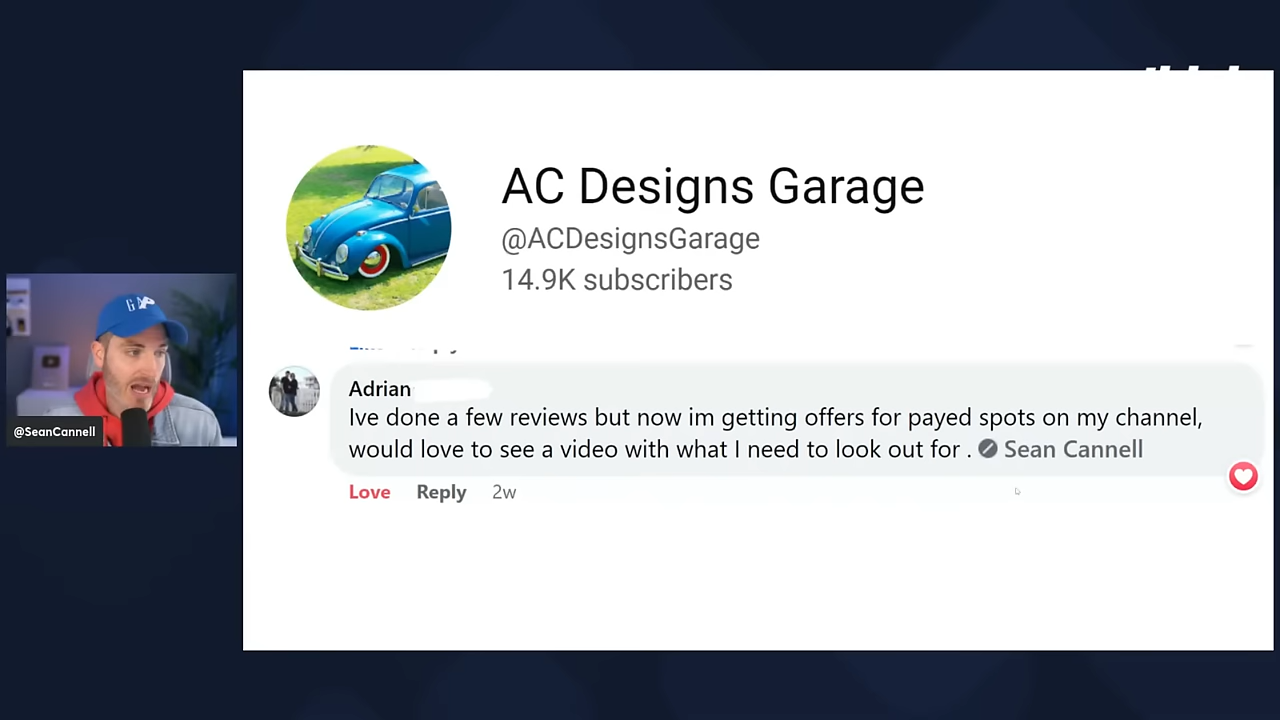 AC Designs Garage
@ACDesignsGarage
14.9K subscribers
Adrian
Ive done a few reviews but now im getting offers for payed spots on my channel,
would love to see a video with what I need to look out for . Sean Cannell
Love Reply 2w
@SeanCannell